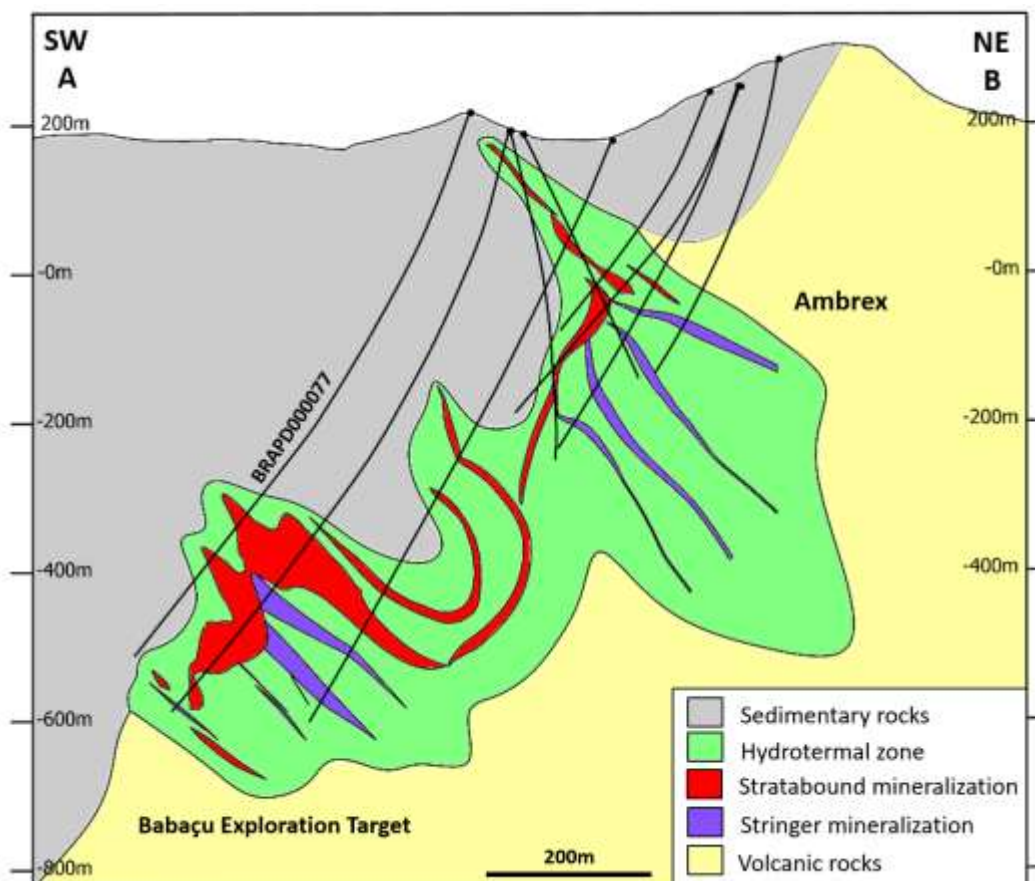 SW
A
NE
B
200m
200m
-0m
-0m
Ambrex
BRAPD000077
-200m
-200m
-400m
-400m
-600m
Sedimentary rocks
Hydrotermal zone
Stratabound mineralization
Stringer mineralization
Volcanic rocks
Babaçu Exploration Target
200m
-800m